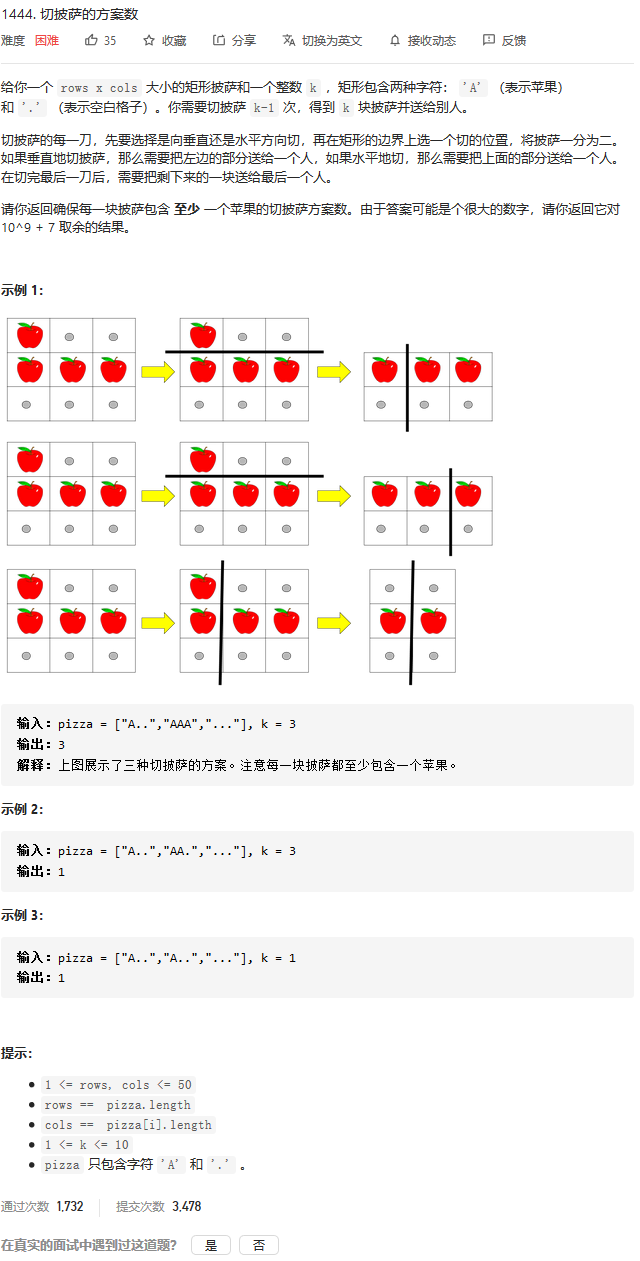 1444. 切披萨的方案数
难度 困难 35 收藏 分享 切换为英文 接收动态 反馈
给你一个 rows x cols 大小的矩形披萨和一个整数 k ，矩形包含两种字符： 'A' （表示苹果）
和 '.' （表示空白格子）。你需要切披萨 k-1 次，得到 k 块披萨并送给别人。
切披萨的每一刀，先要选择是向垂直还是水平方向切，再在矩形的边界上选一个切的位置，将披萨一分为二。
如果垂直地切披萨，那么需要把左边的部分送给一个人，如果水平地切，那么需要把上面的部分送给一个人。
在切完最后一刀后，需要把剩下来的一块送给最后一个人。
请你返回确保每一块披萨包含 至少 一个苹果的切披萨方案数。由于答案可能是个很大的数字，请你返回它对
10^9 + 7 取余的结果。
示例 1：
输入：pizza = ["A..","AAA","..."], k = 3
输出：3
解释：上图展示了三种切披萨的方案。注意每一块披萨都至少包含一个苹果。
示例 2：
输入：pizza = ["A..","AA.","..."], k = 3
输出：1
示例 3：
输入：pizza = ["A..","A..","..."], k = 1
输出：1
提示：
1 <= rows, cols <= 50
rows == pizza.length
cols == pizza[i].length
1 <= k <= 10
pizza 只包含字符 'A' 和 '.' 。
通过次数 1,732 提交次数 3,478
在真实的面试中遇到过这道题？ 是 否